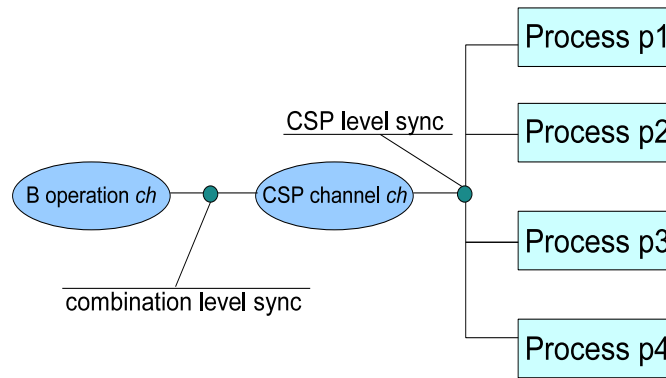 Process p1
CSP level sync
Process p2
B operation ch
CSP channel ch
Process p3
combination level sync
Process p4